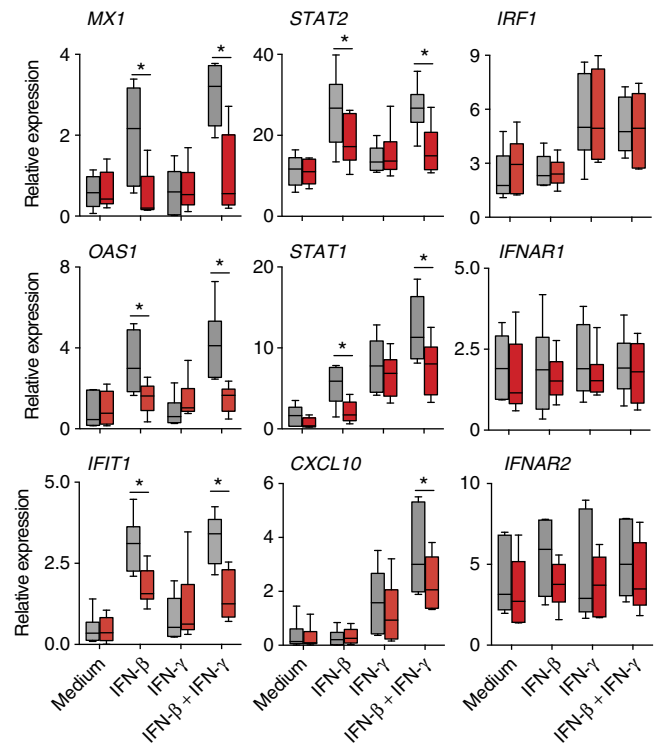 MX1
STAT2
IRF1
Relative expression
4
2
0
*
*
60
40
20
0
*
*
9
6
3
0
OAS1
STAT1
IFNAR1
Relative expression
8
4
0
*
*
20
10
0
*
*
5.0
2.5
0
IFIT1
CXCL10
IFNAR2
Relative expression
5.0
2.5
0.0
*
*
6
4
2
0
*
10
5
0
Medium
IFN-β
IFN-γ
IFN-β + IFN-γ
Medium
IFN-β
IFN-γ
IFN-β + IFN-γ
Medium
IFN-β
IFN-γ
IFN-β + IFN-γ